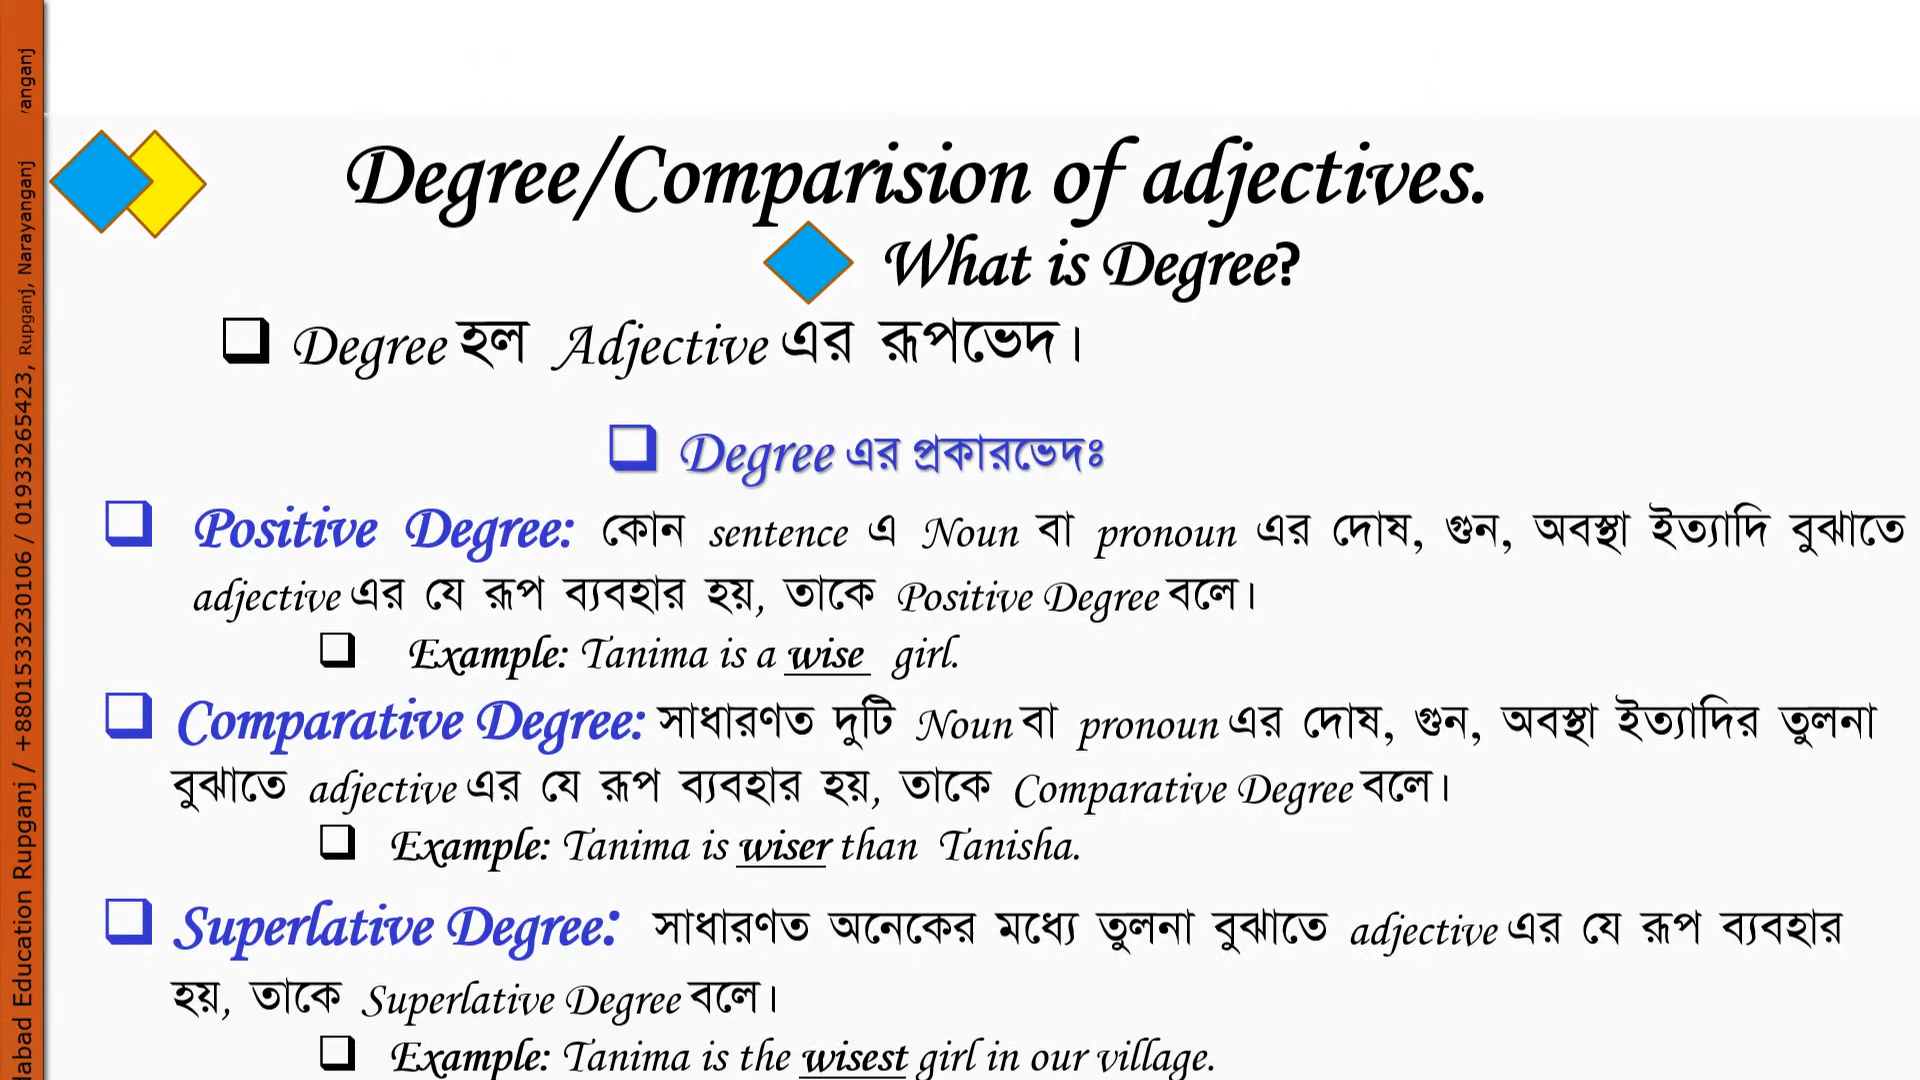 Degree/Comparision of adjectives.
What is Degree?
Degree হল Adjective এর রূপভেদ।
Degree এর প্রকারভেদঃ
Positive Degree: কোন sentence এ Noun বা pronoun এর দোষ, গুন, অবস্থা ইত্যাদি বুঝাতে
adjective এর যে রূপ ব্যবহার হয়, তাকে Positive Degree বলে।
Example: Tanima is a wise girl.
Comparative Degree: সাধারণত দুটি Noun বা pronoun এর দোষ, গুন, অবস্থা ইত্যাদির তুলনা
বুঝাতে adjective এর যে রূপ ব্যবহার হয়, তাকে Comparative Degree বলে।
Example: Tanima is wiser than Tanisha.
Superlative Degree: সাধারণত অনেকের মধ্যে তুলনা বুঝাতে adjective এর যে রূপ ব্যবহার
হয়, তাকে Superlative Degree বলে।
Example: Tanima is the wisest girl in our village.
Education Rupganj / +8801533230106 / 01933265423, Rupganj, Narayanganj